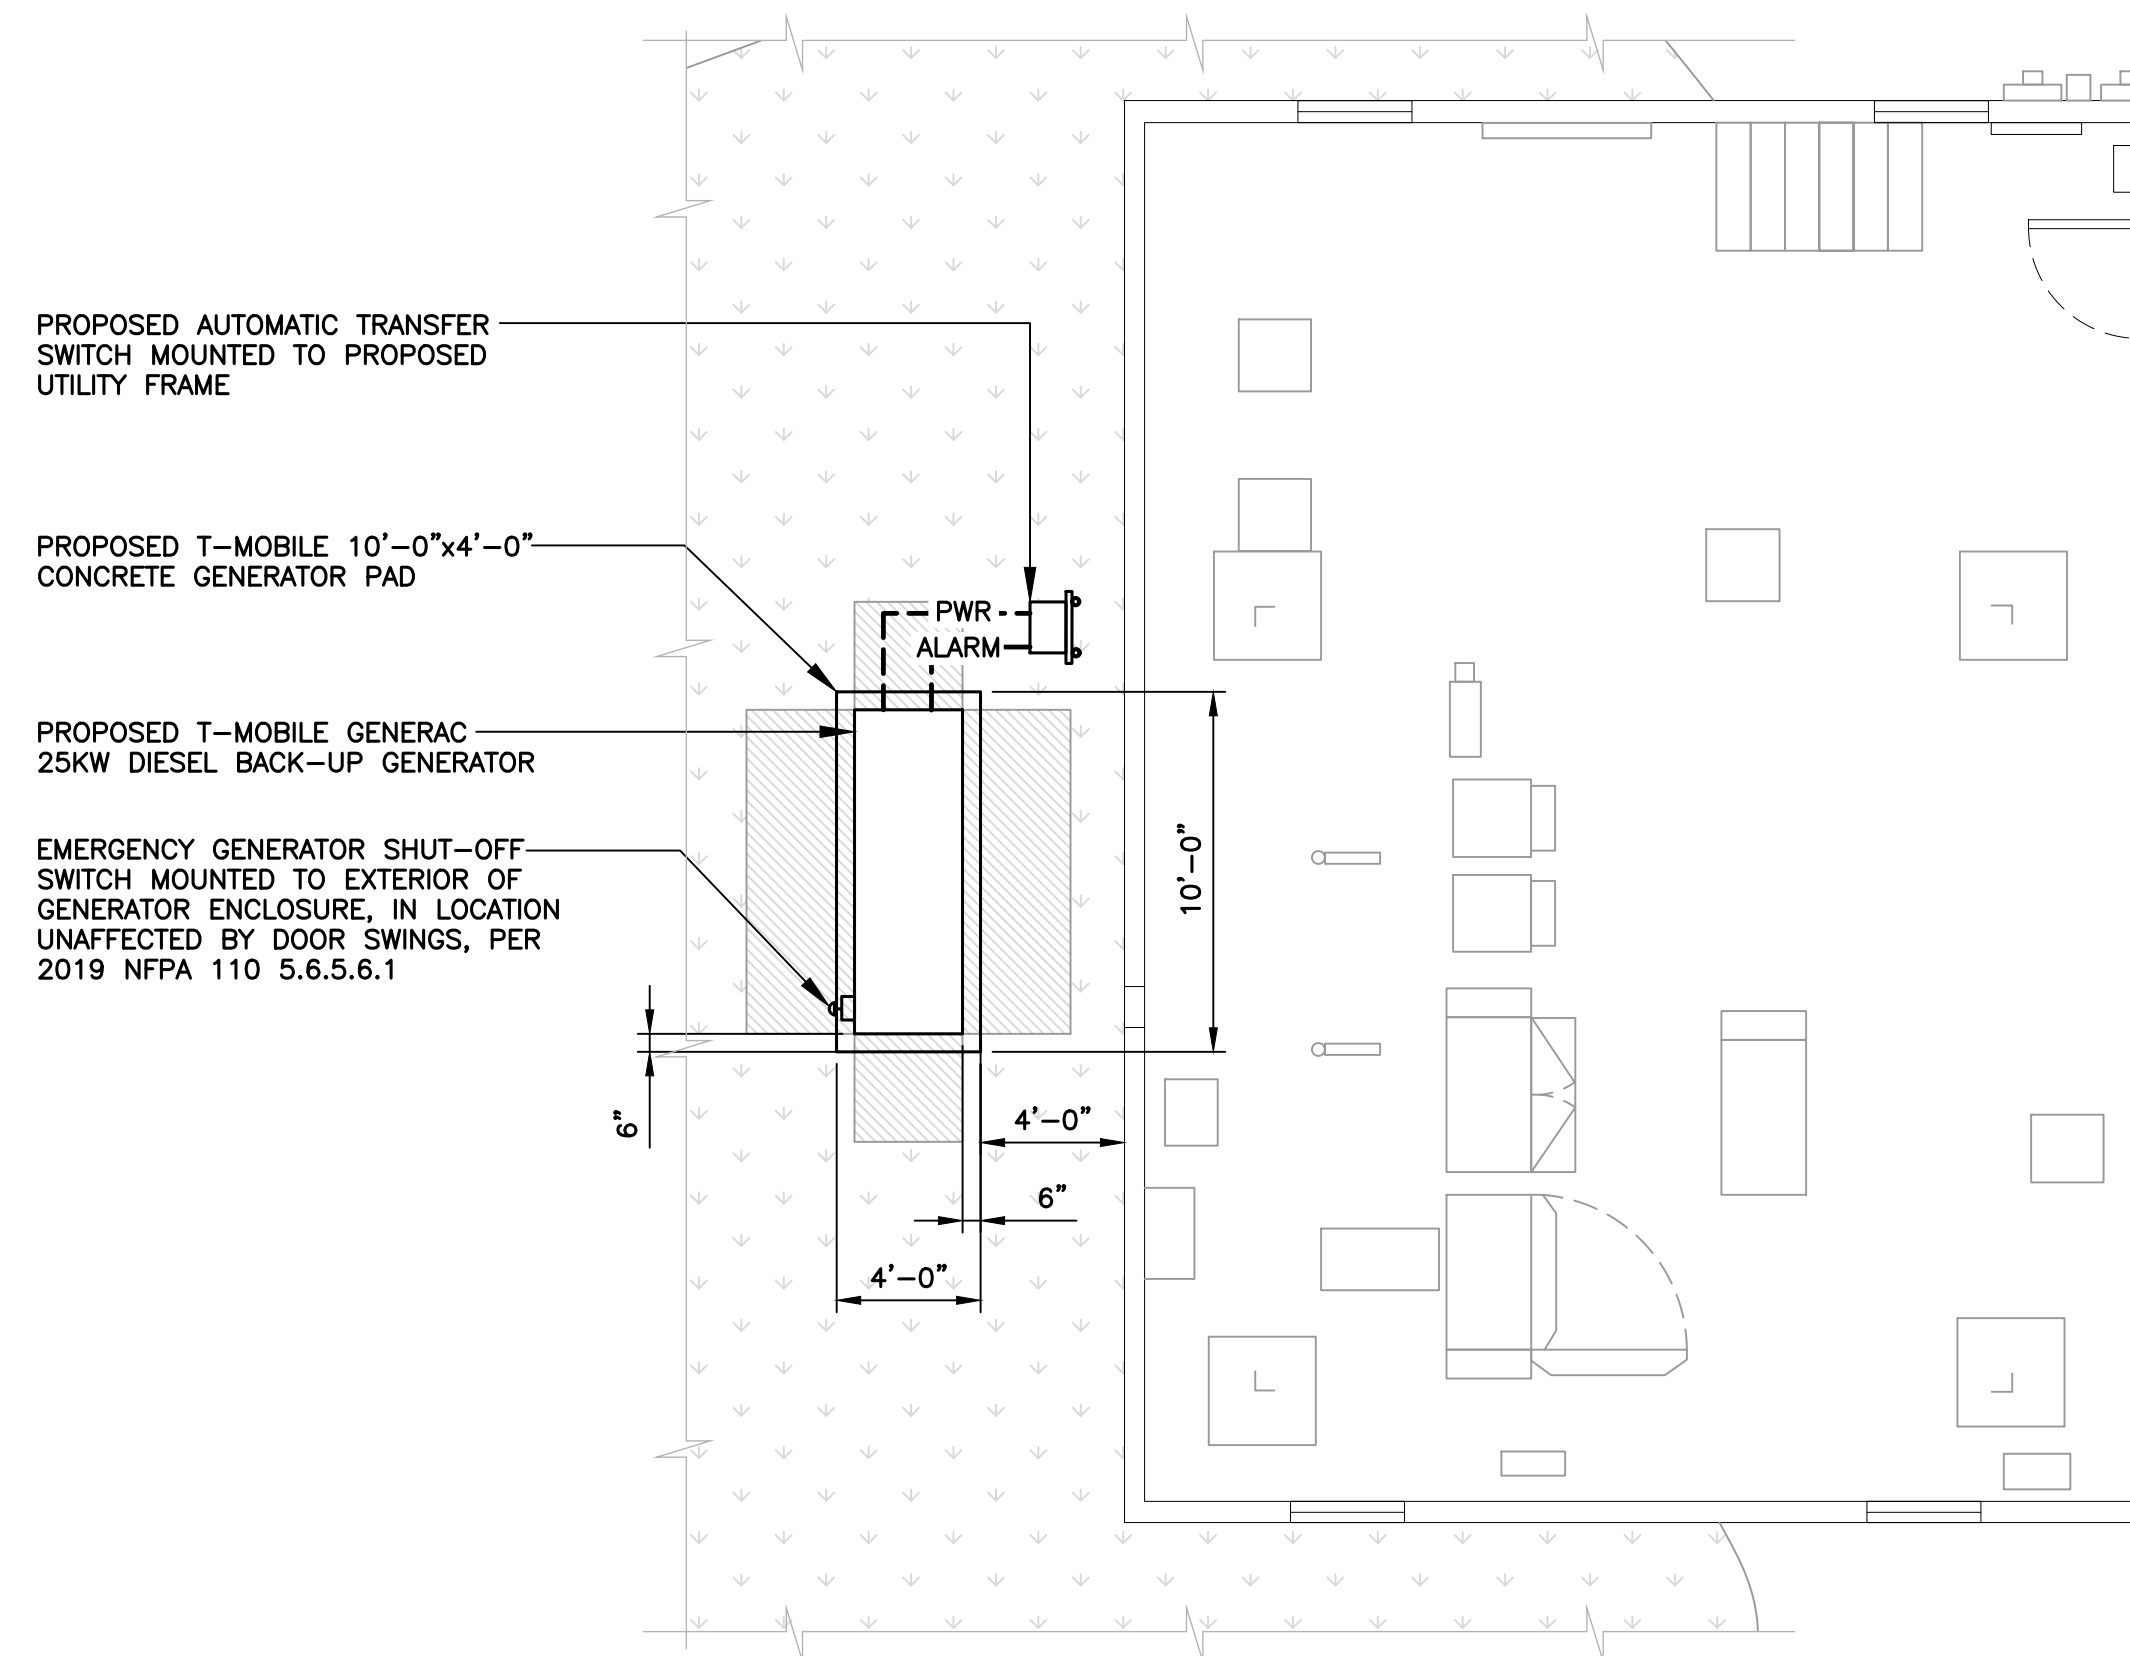 PROPOSED AUTOMATIC TRANSFER
SWITCH MOUNTED TO PROPOSED
UTILITY FRAME
PROPOSED T-MOBILE 10'-0"x4'-0"
CONCRETE GENERATOR PAD
PWR
ALARM
PROPOSED T-MOBILE GENERAC
25KW DIESEL BACK-UP GENERATOR
EMERGENCY GENERATOR SHUT-OFF
SWITCH MOUNTED TO EXTERIOR OF
GENERATOR ENCLOSURE, IN LOCATION
UNAFFECTED BY DOOR SWINGS, PER
2019 NFPA 110 5.6.5.6.1
10'-0"
6"
4'-0"
6"
4'-0"